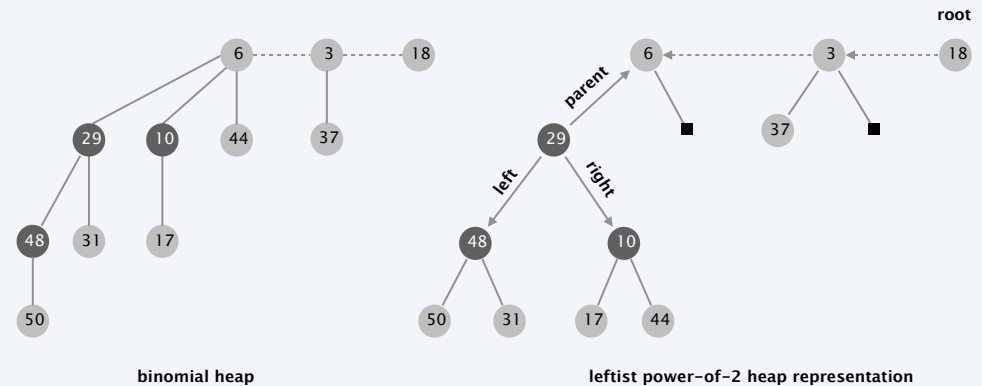 root
6 3 18 6 3 18
parent
29 10 44 37 29 37
left right
48 31 17 48 10
50 50 31 17 44
binomial heap leftist power-of-2 heap representation